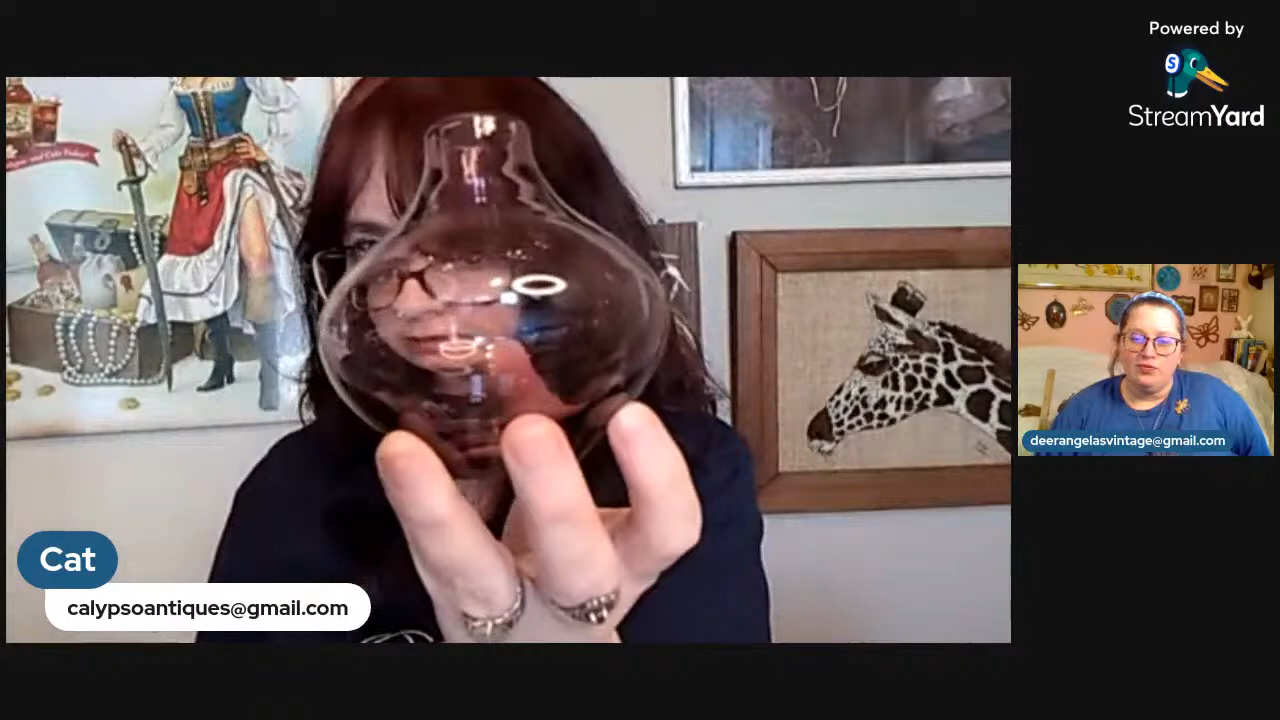 Powered by
StreamYard
deerangelasvintage@gmail.com
Cat
calypsoantiques@gmail.com